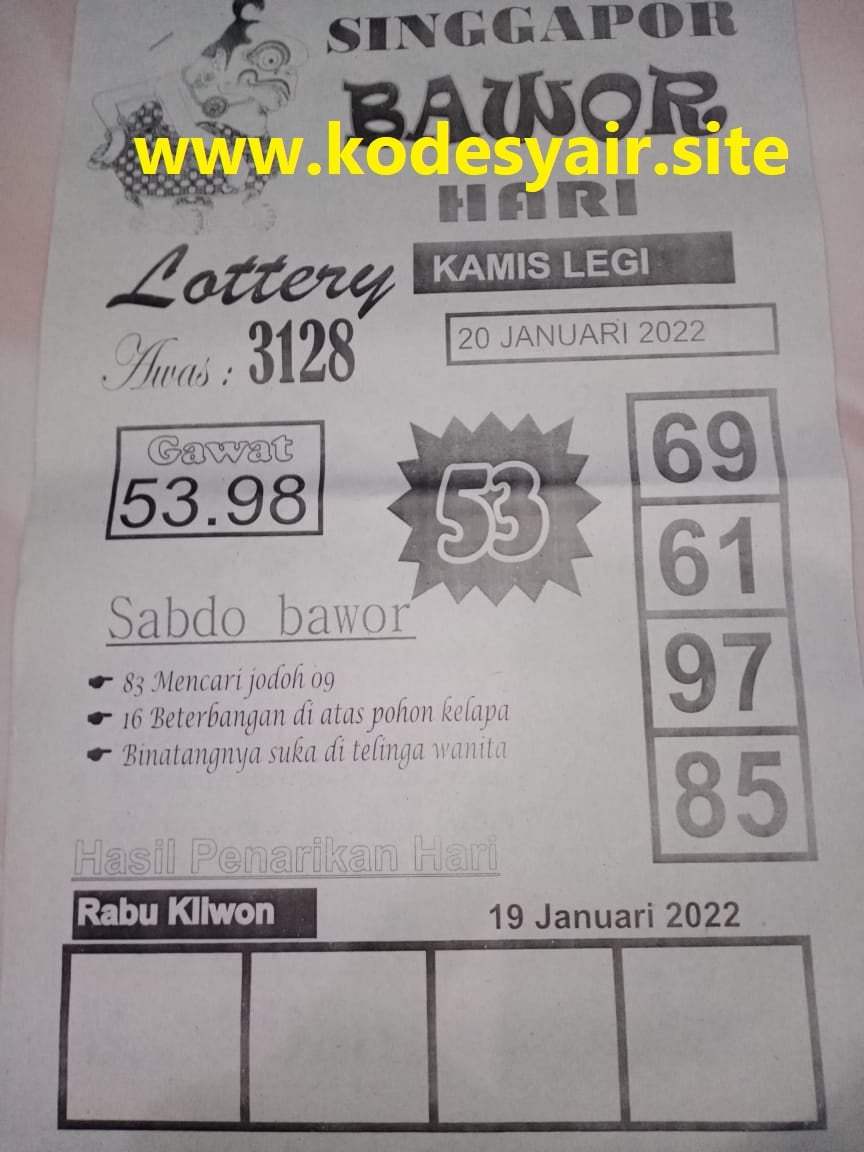 SINGGAPOR
BAWOR
www.kodesyair.site
HARI
Lottery
KAMIS LEGI
Awas : 3128
20 JANUARI 2022
Gawat
53.98
53
69
61
97
85
Sabdo bawor
83 Mencari jodoh 09
16 Beterbangan di atas pohon kelapa
Binatangnya suka di telinga wanita
Hasil Penarikan Hari
Rabu Kliwon
19 Januari 2022